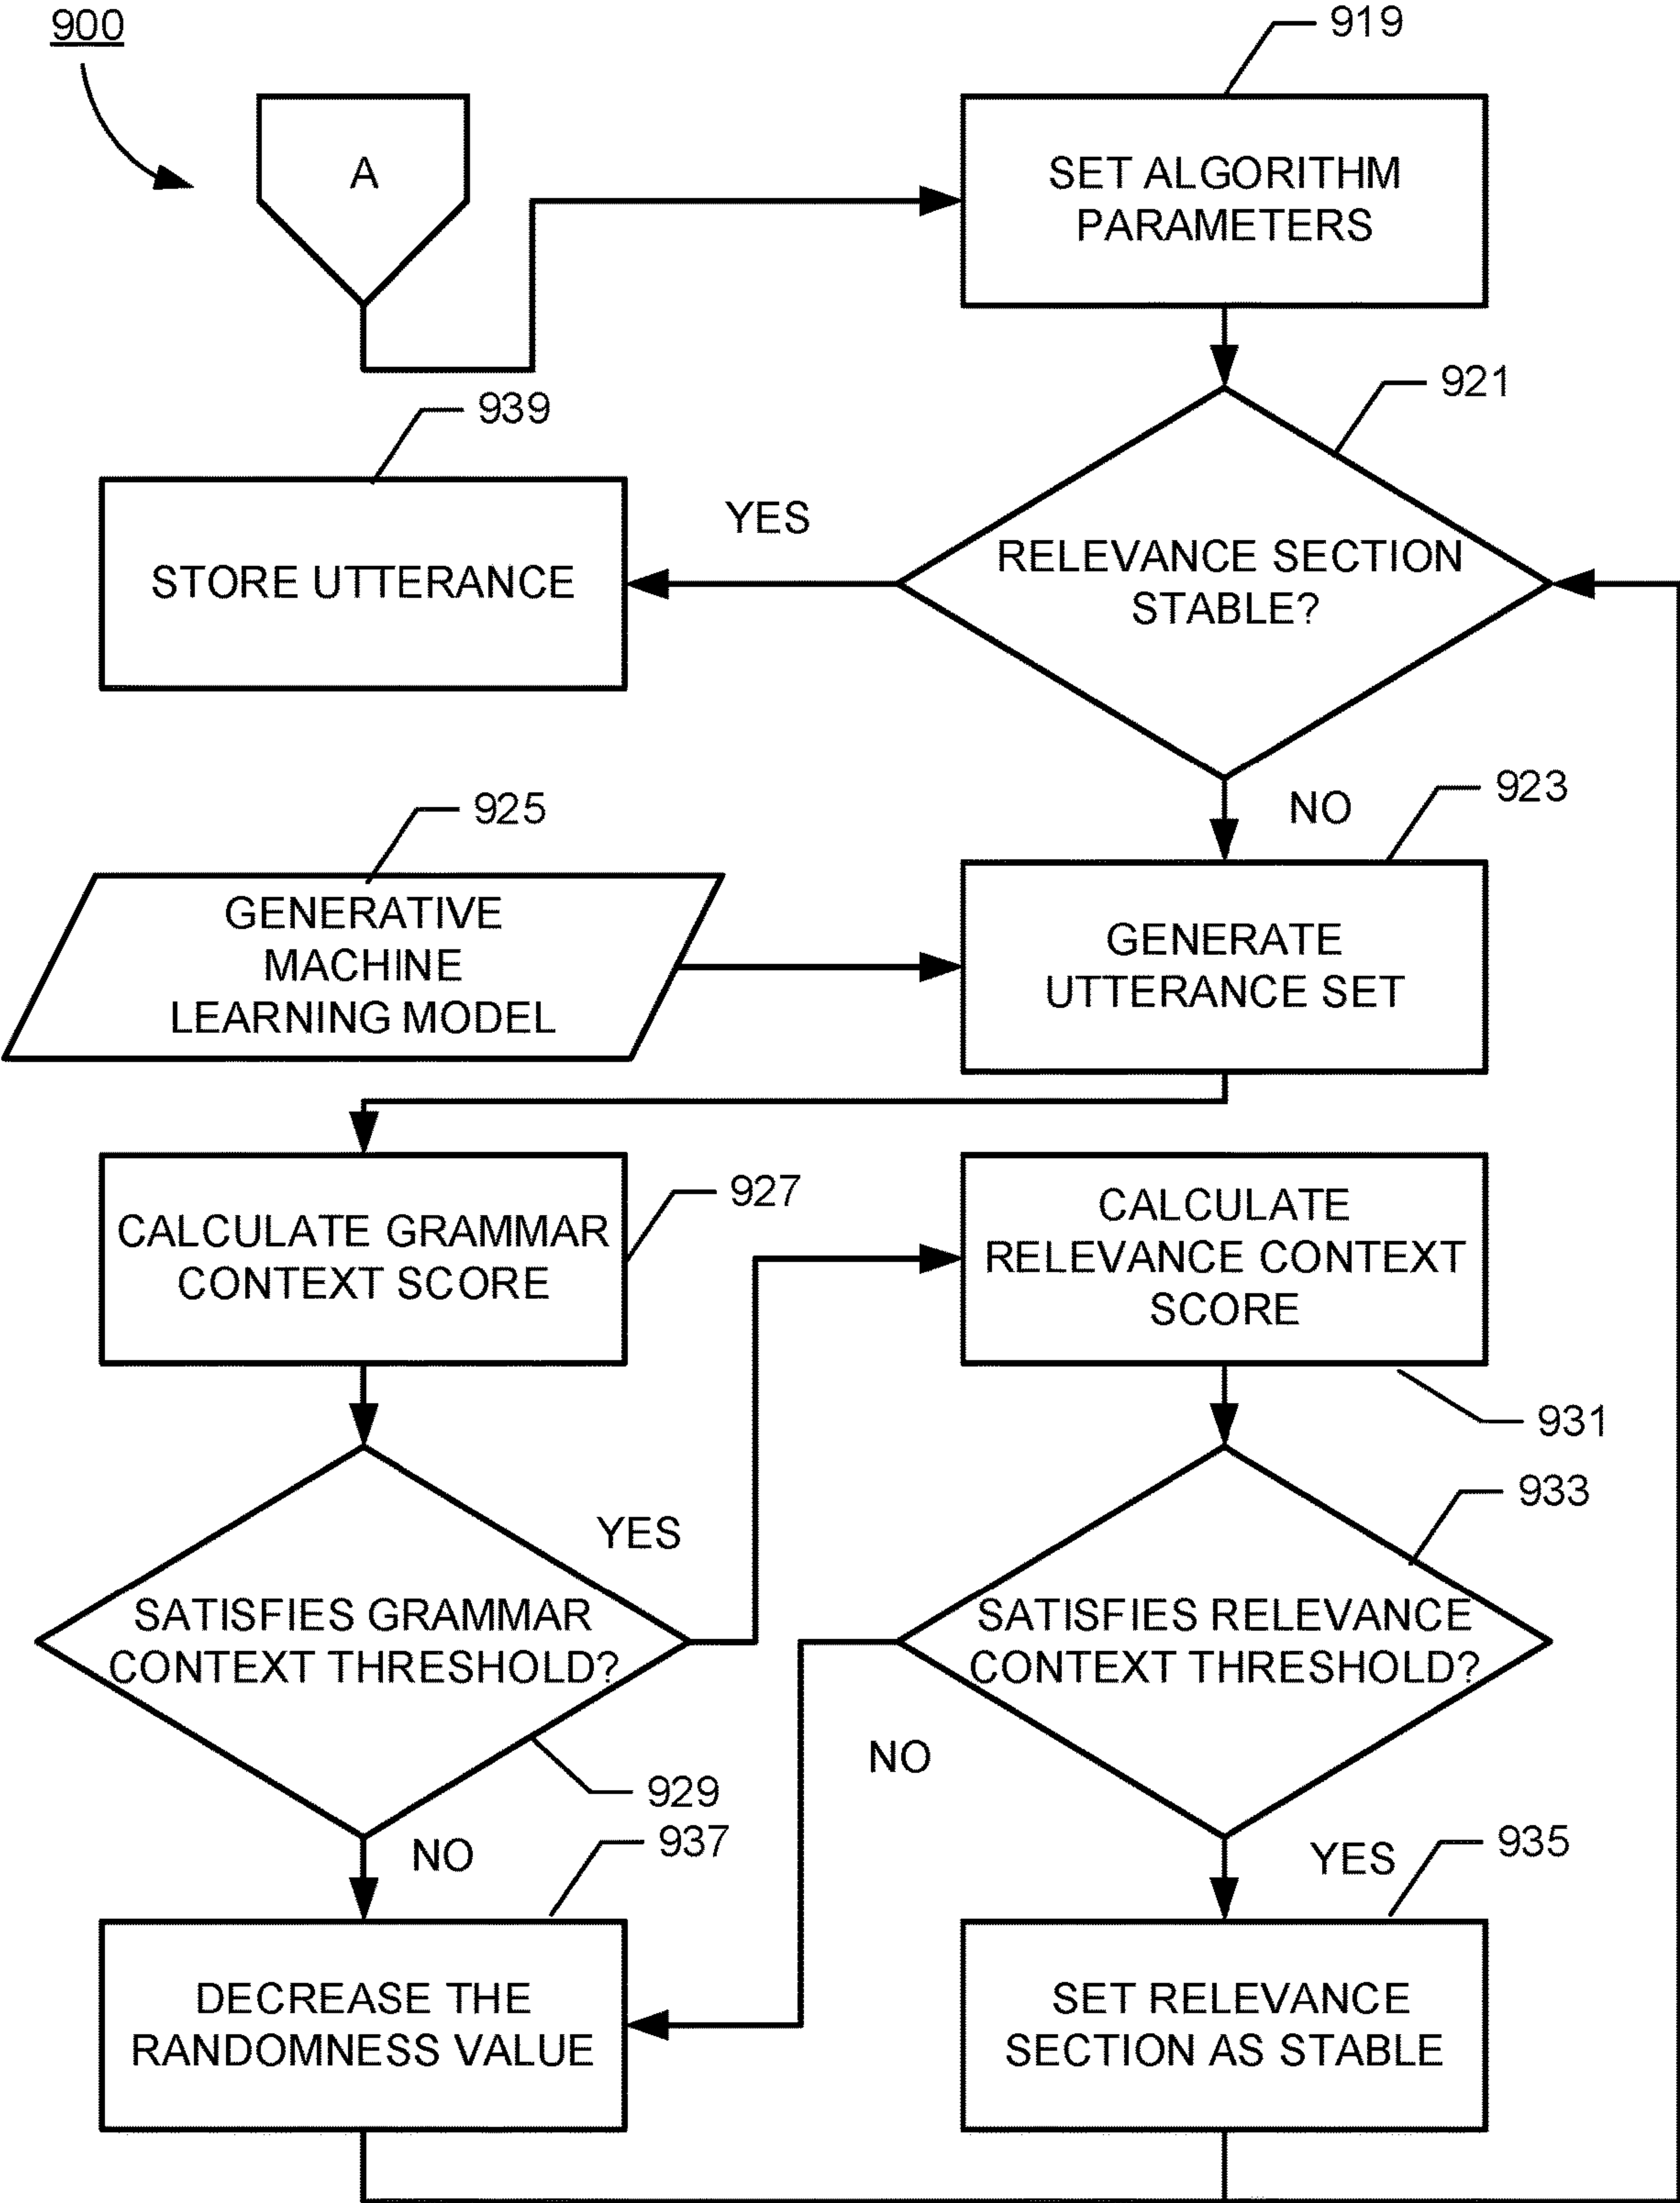 900
919
A
SET ALGORITHM
PARAMETERS
921
939
YES
RELEVANCE SECTION
STABLE?
STORE UTTERANCE
NO
923
925
GENERATIVE
MACHINE
LEARNING MODEL
GENERATE
UTTERANCE SET
927
CALCULATE GRAMMAR
CONTEXT SCORE
CALCULATE
RELEVANCE CONTEXT
SCORE
931
933
YES
SATISFIES GRAMMAR
CONTEXT THRESHOLD?
SATISFIES RELEVANCE
CONTEXT THRESHOLD?
NO
929
937
NO
YES
935
DECREASE THE
RANDOMNESS VALUE
SET RELEVANCE
SECTION AS STABLE